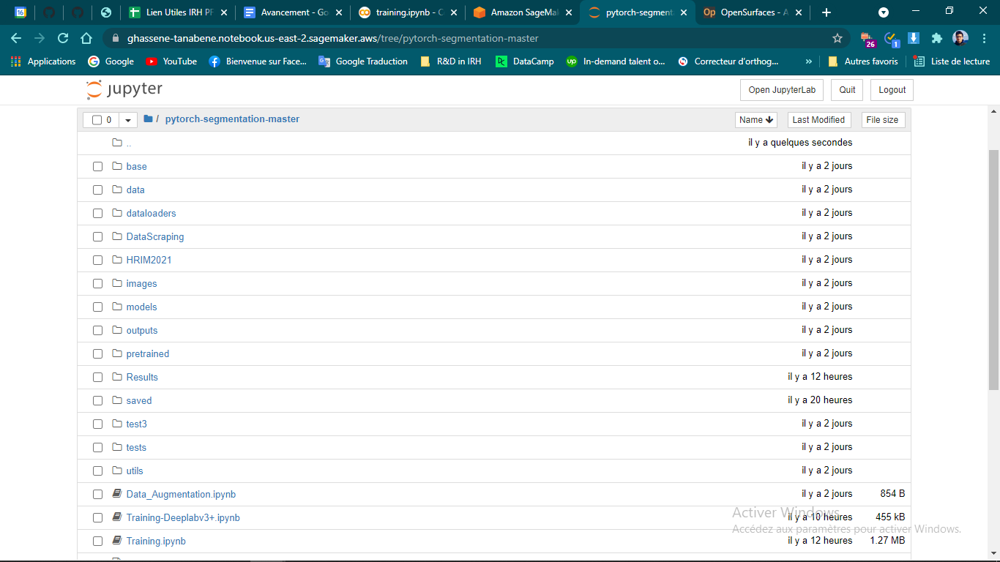 16
Lien Utiles IRH PF
Avancement - Go
training.ipynb - C
Amazon SageMak
pytorch-segmenta
Op OpenSurfaces - A
ghassene-tanabene.notebook.us-east-2.sagemaker.aws/tree/pytorch-segmentation-master
26
1
Applications
Google
YouTube
Bienvenue sur Face...
Google Traduction
R&D in IRH
DataCamp
up In-demand talent o...
Correcteur d'orthog...
»
Autres favoris
Liste de lecture
jupyter
Open JupyterLab
Quit
Logout
0
/ pytorch-segmentation-master
Name
Last Modified
File size
.. il y a quelques secondes
base il y a 2 jours
data il y a 2 jours
dataloaders il y a 2 jours
DataScraping il y a 2 jours
HRIM2021 il y a 2 jours
images il y a 2 jours
models il y a 2 jours
outputs il y a 2 jours
pretrained il y a 2 jours
Results il y a 12 heures
saved il y a 20 heures
test3 il y a 2 jours
tests il y a 2 jours
utils il y a 2 jours
Data_Augmentation.ipynb il y a 2 jours 854 B
Activer Windows
Training-Deeplabv3+.ipynb il y a 10 heures 455 kB
Accédez aux paramètres pour activer Windows.
Training.ipynb il y a 12 heures 1.27 MB